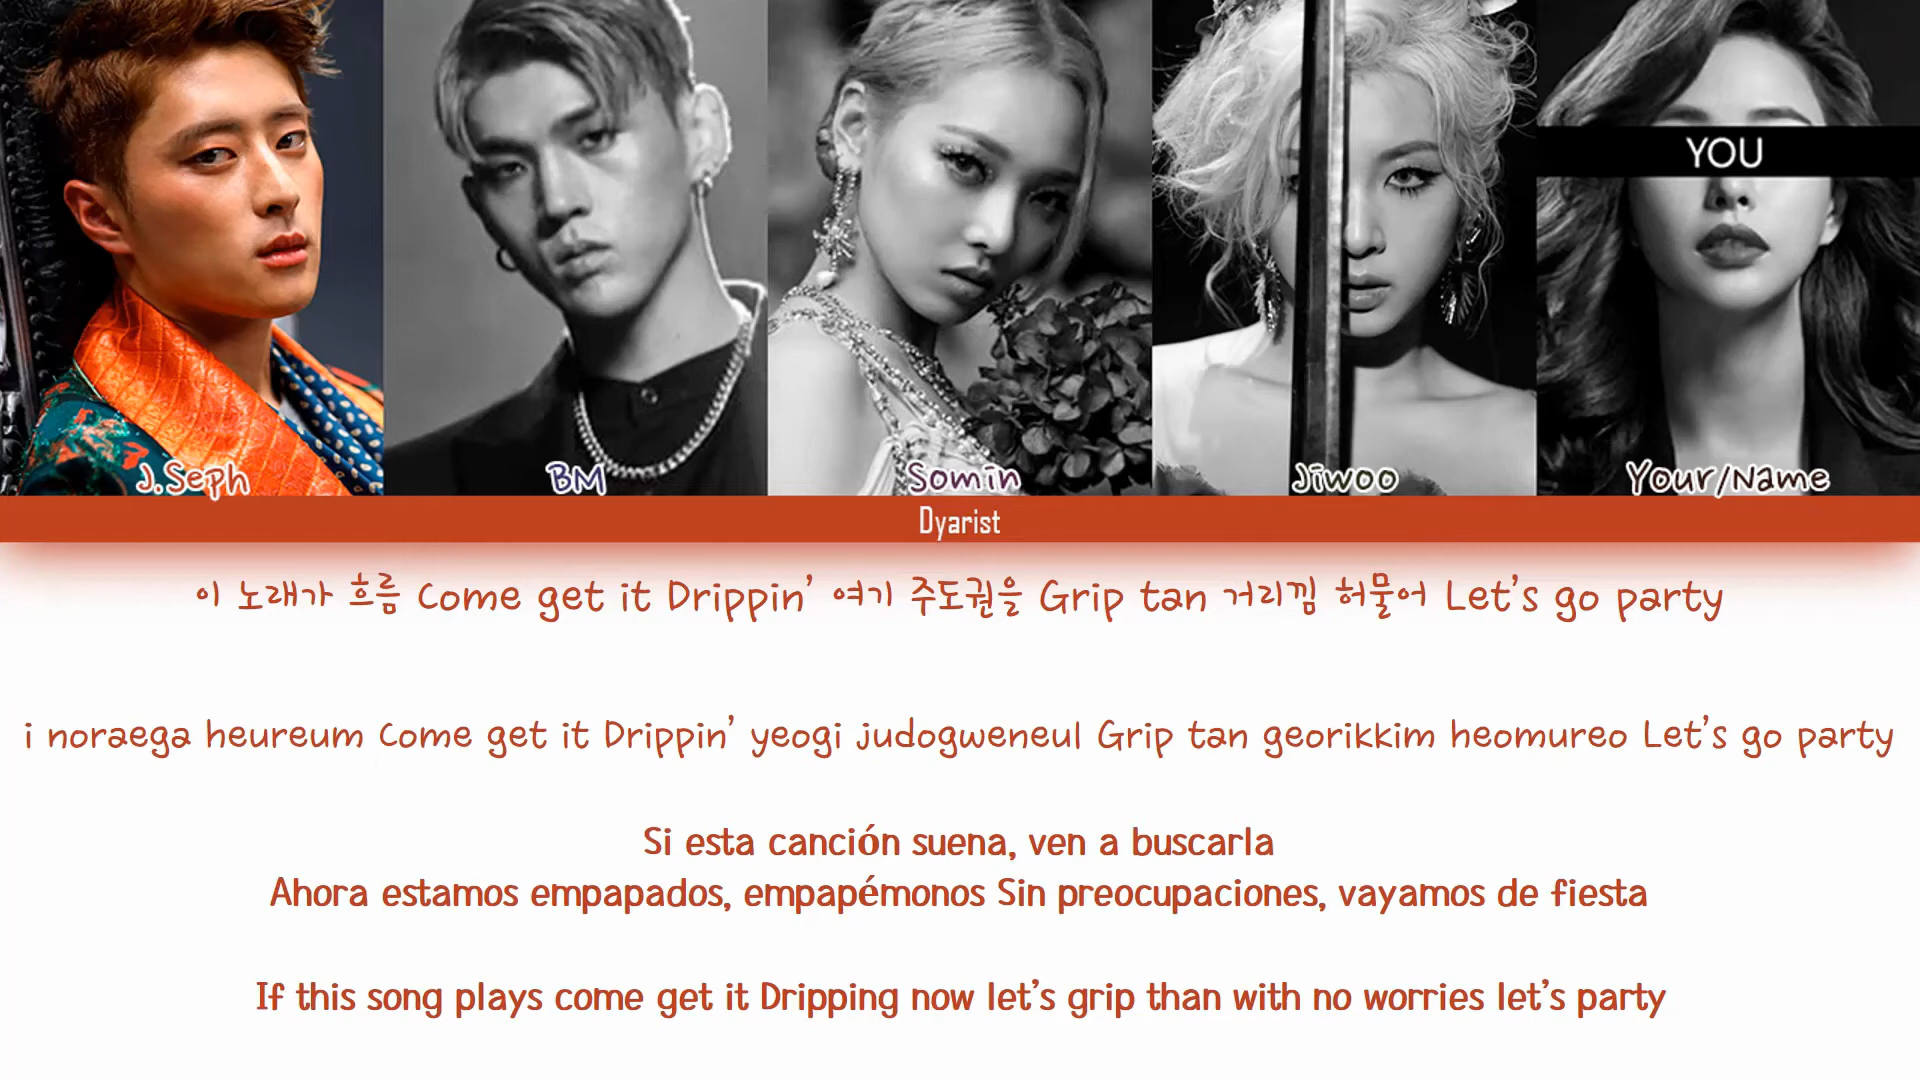 YOU
J.Seph
BM
Somin
Jiwoo
Your/Name
Dyarist
이 노래가 흐름 Come get it Drippin' 여기 주도권을 Grip tan 거리낌 허물어 Let's go party
i noraega heureum Come get it Drippin' yeogi judogweneul Grip tan georikkim heomureo Let's go party
Si esta canción suena, ven a buscarla
Ahora estamos empapados, empapémonos Sin preocupaciones, vayamos de fiesta
If this song plays come get it Dripping now let's grip than with no worries let's party